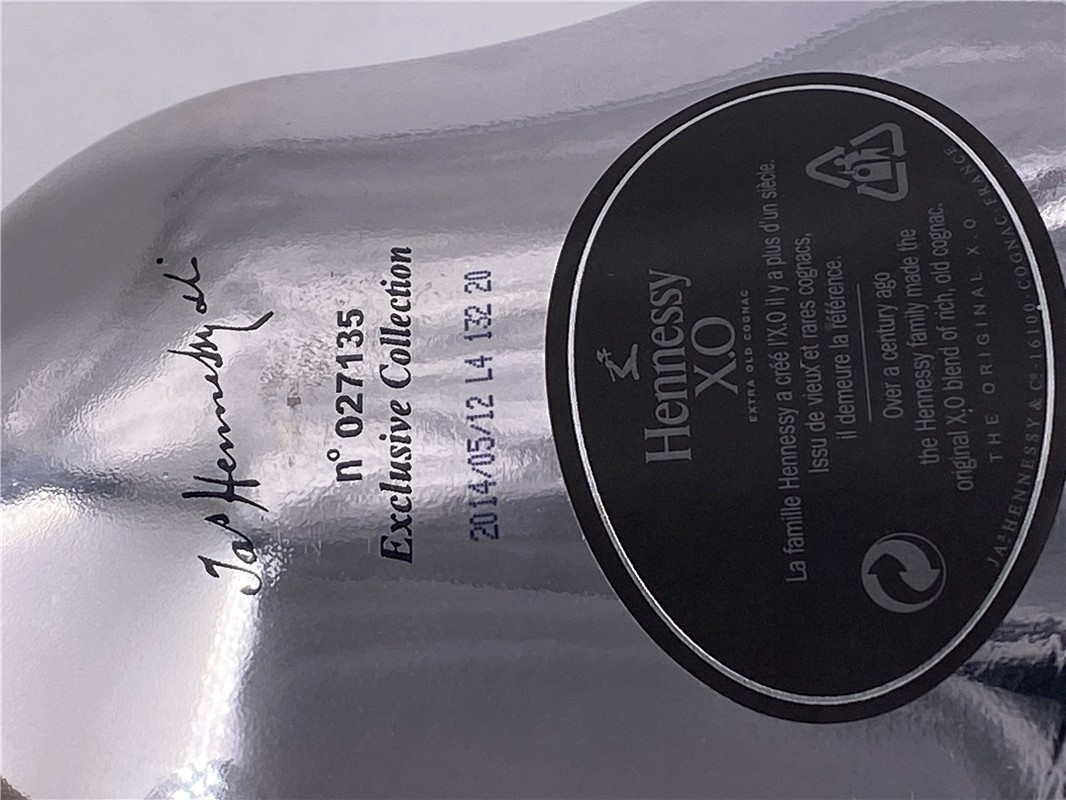 Jas Hennessy
n° 027135
Exclusive Collection
2014/05/12 L4 132 20
Hennessy
X.O
EXTRA OLD COGNAC
La famille Hennessy a créé l'X.O Il y a plus d'un siècle.
Issu de vieux et rares cognacs,
il demeure la référence.
Over a century ago
the Hennessy family made the
original X.O blend of rich, old cognac.
THE ORIGINAL X.O
JAS HENNESSY & Cº 16100 COGNAC FRANCE